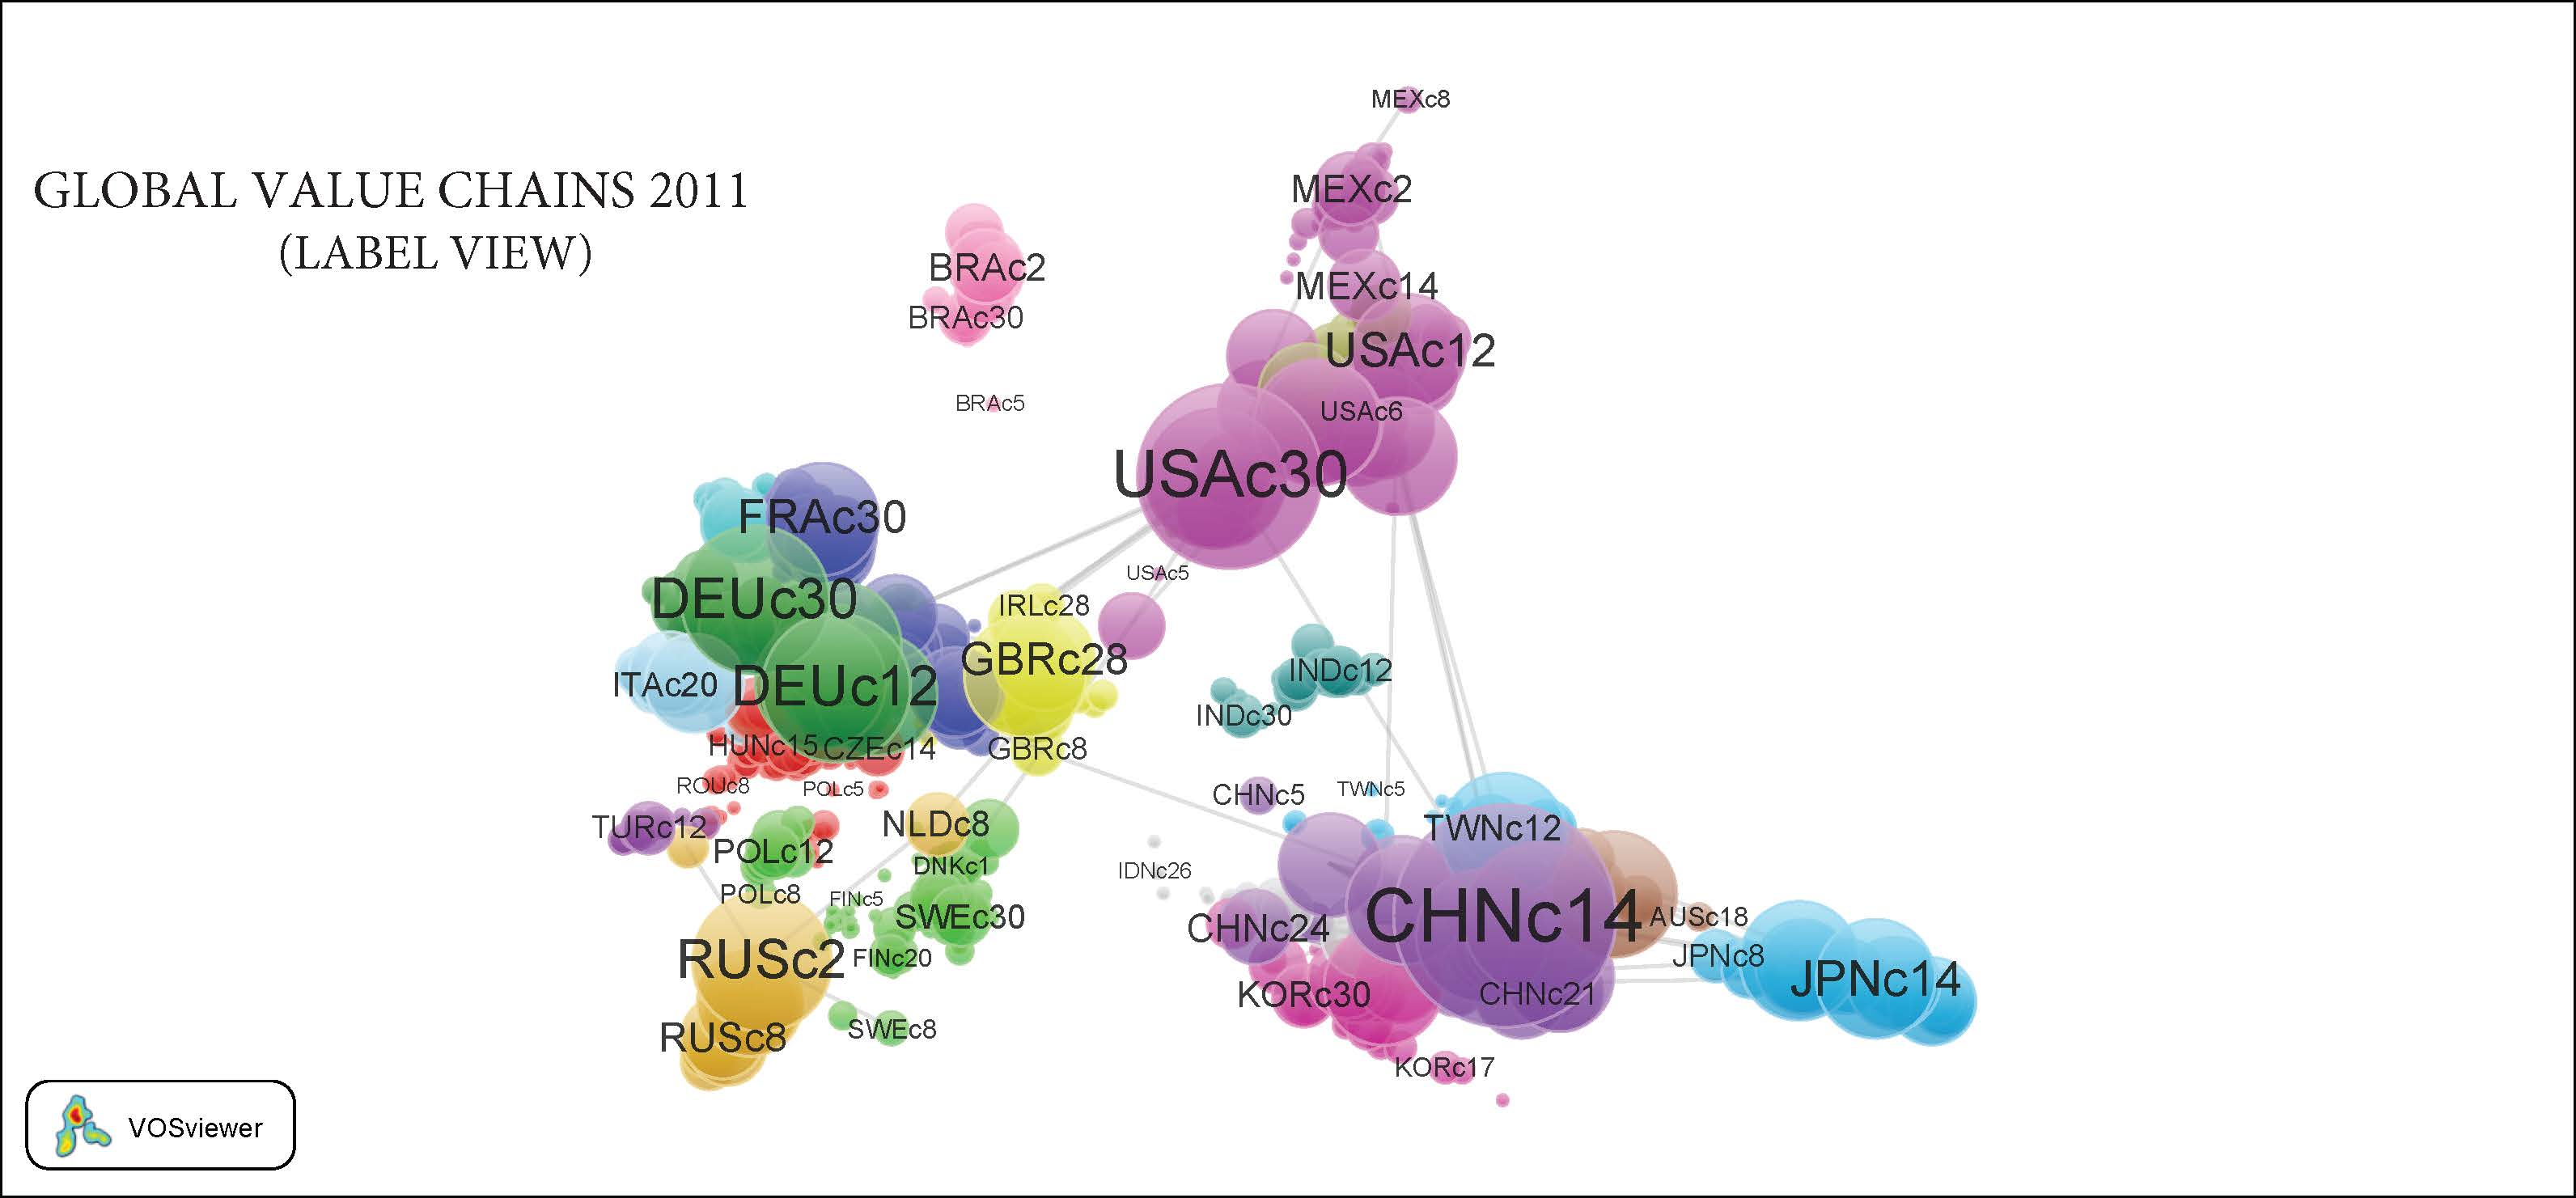 GLOBAL VALUE CHAINS 2011
(LABEL VIEW)
MEXc8
MEXc2
MEXc14
BRAc2
BRAc30
BRAc5
USAc12
USAc6
USAc30
USAc5
FRAc30
DEUc30
DEUc12
ITAc20
IRLc28
GBRc28
GBRc8
HUNc15
CZEc14
ROUc8
POLc5
TURc12
POLc12
POLc8
NLDc8
DNKc1
FINc5
SWEc30
FINc20
RUSc2
RUSc8
SWEc8
INDc12
INDc30
CHNc5
TWNc5
TWNc12
IDNc26
CHNc24
CHNc14
AUSc18
JPNc8
JPNc14
KORc30
CHNc21
KORc17
VOSviewer